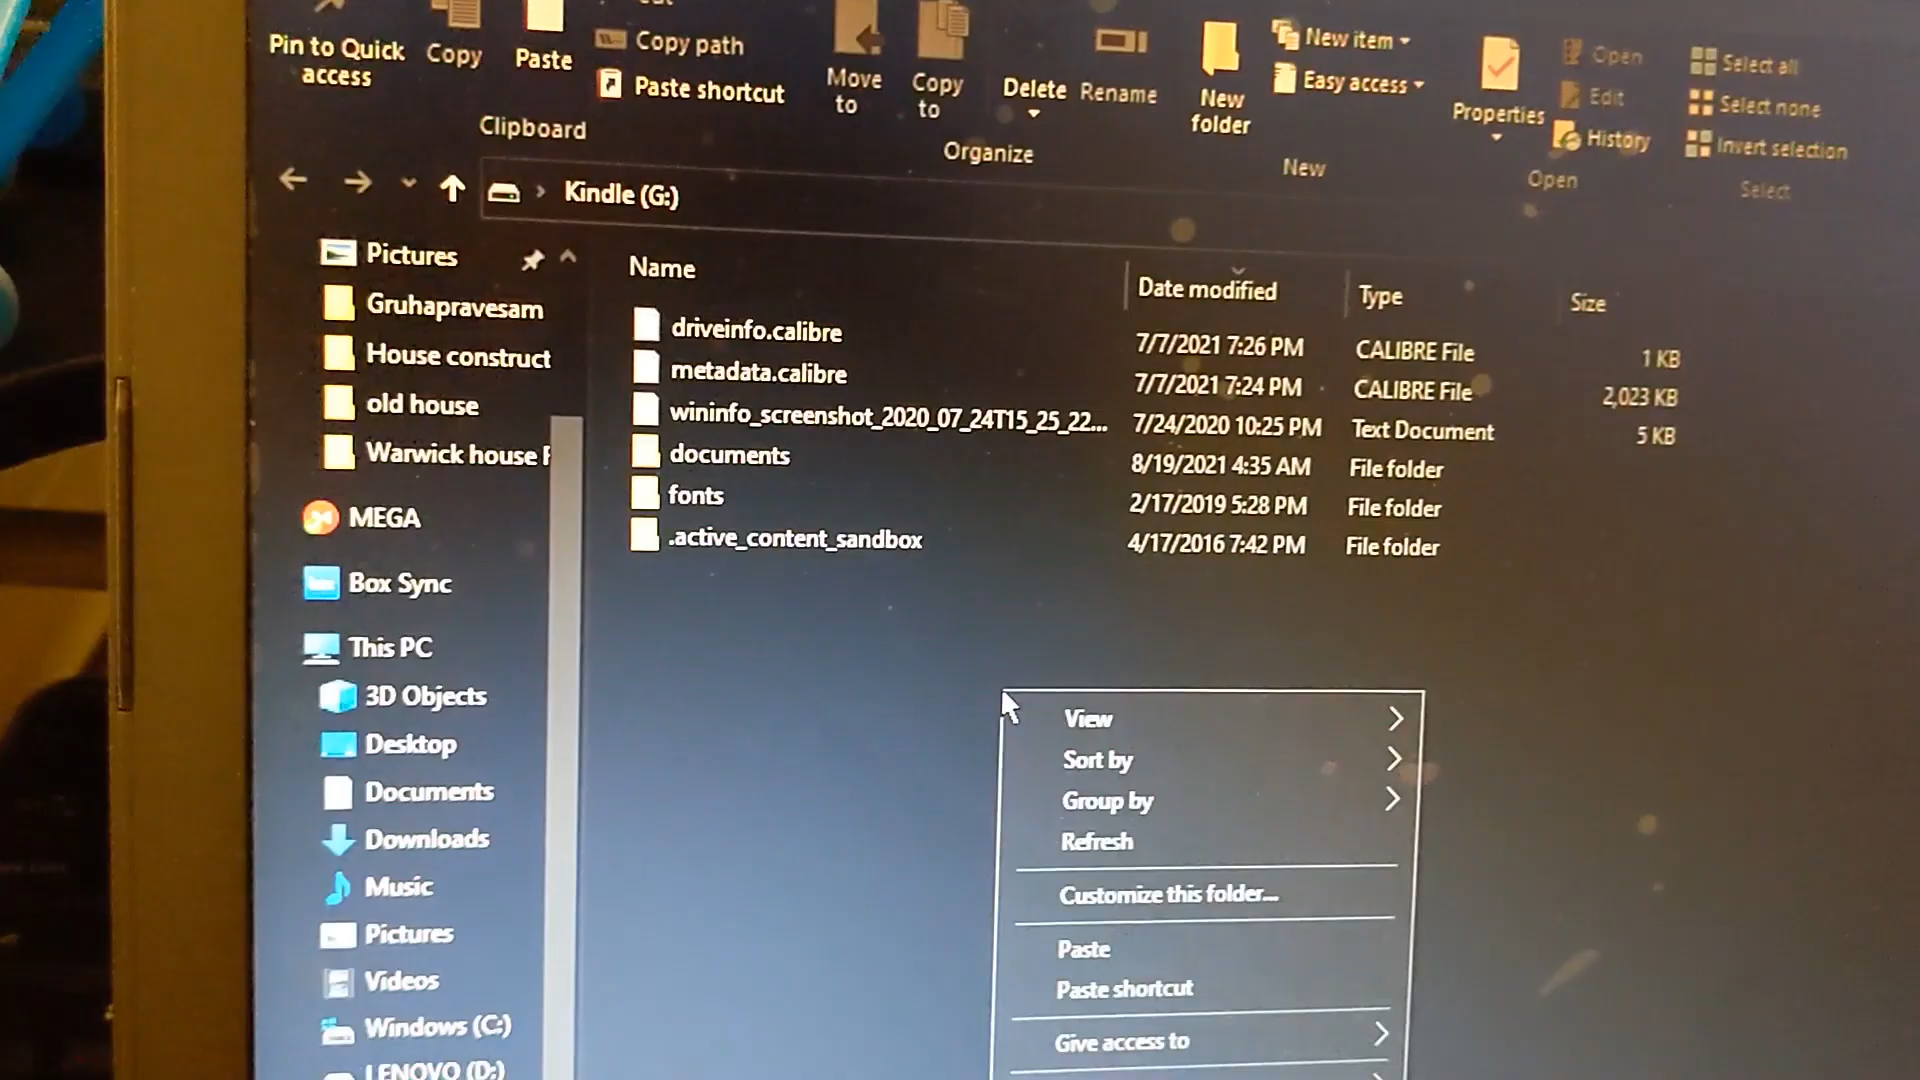 Pin to Quick
access
Copy
Paste
Copy path
Paste shortcut
Move
to
Copy
to
Delete
Rename
New
folder
New item
Easy access
Properties
Open
Edit
History
Select all
Select none
Invert selection
Clipboard
Organize
New
Open
Select
Kindle (G:)
Pictures
Gruhapravesam
House construct
old house
Warwick house
MEGA
Box Sync
This PC
3D Objects
Desktop
Documents
Downloads
Music
Pictures
Videos
Windows (C:)
LENOVO (D:)
Name Date modified Type Size
driveinfo.calibre 7/7/2021 7:26 PM CALIBRE File 1 KB
metadata.calibre 7/7/2021 7:24 PM CALIBRE File 2,023 KB
wininfo_screenshot_2020_07_24T15_25_22... 7/24/2020 10:25 PM Text Document 5 KB
documents 8/19/2021 4:35 AM File folder
fonts 2/17/2019 5:28 PM File folder
.active_content_sandbox 4/17/2016 7:42 PM File folder
View
Sort by
Group by
Refresh
Customize this folder...
Paste
Paste shortcut
Give access to